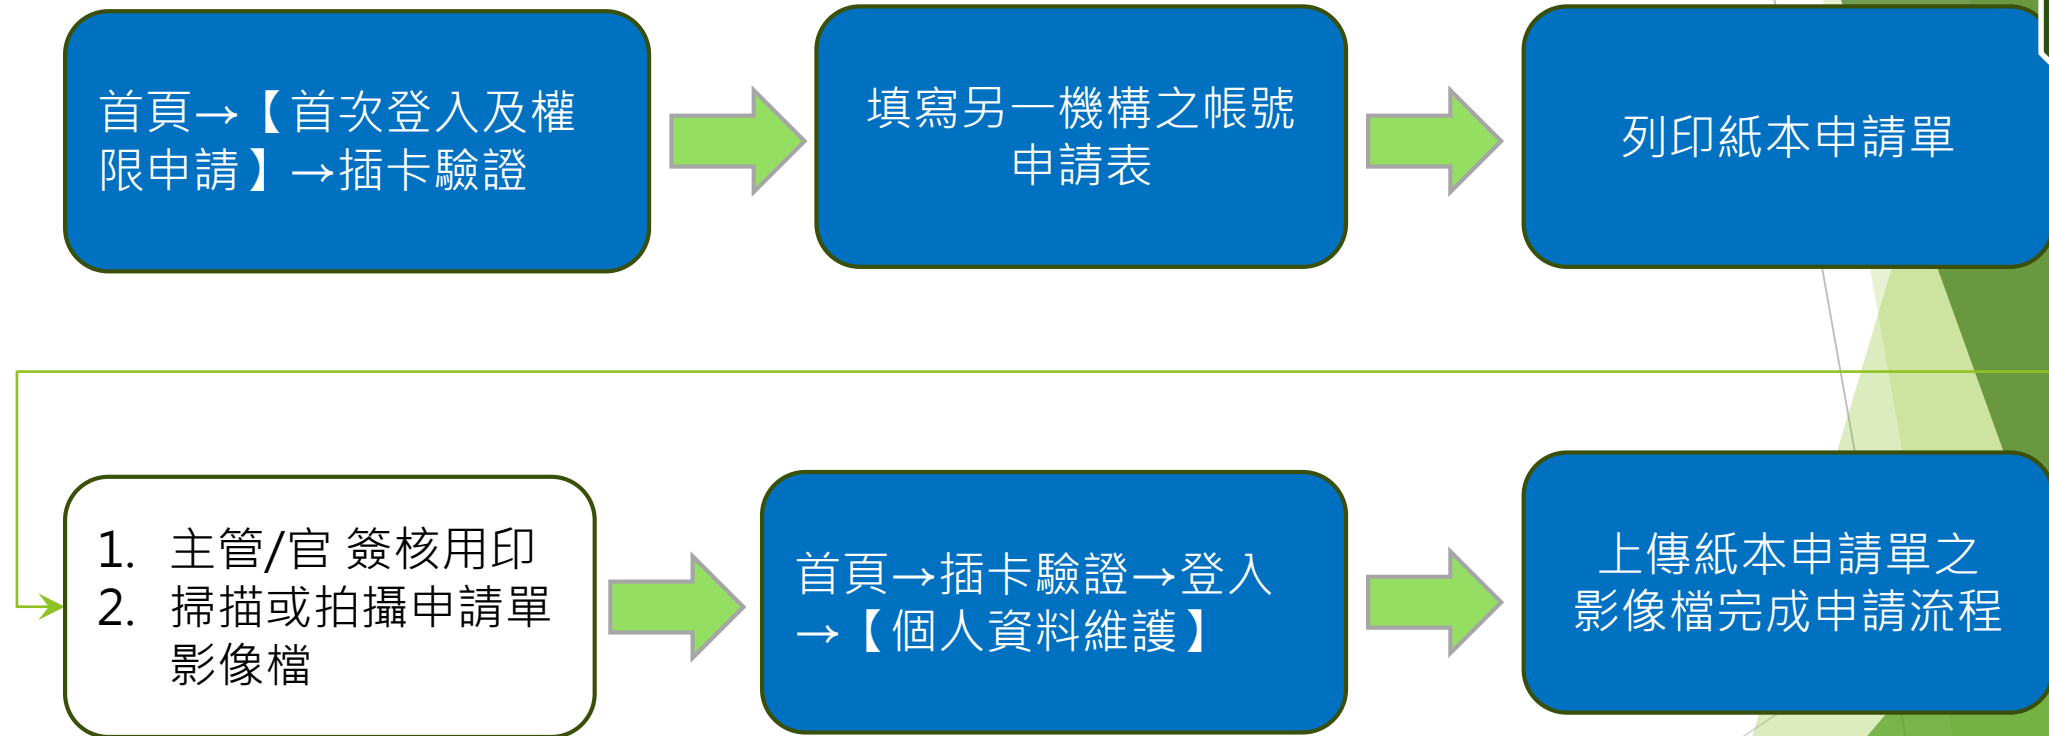 首頁→【首次登入及權
限申請】→插卡驗證
填寫另一機構之帳號
申請表
列印紙本申請單
1. 主管/官 簽核用印
2. 掃描或拍攝申請單
影像檔
首頁→插卡驗證→登入
→【個人資料維護】
上傳紙本申請單之
影像檔完成申請流程